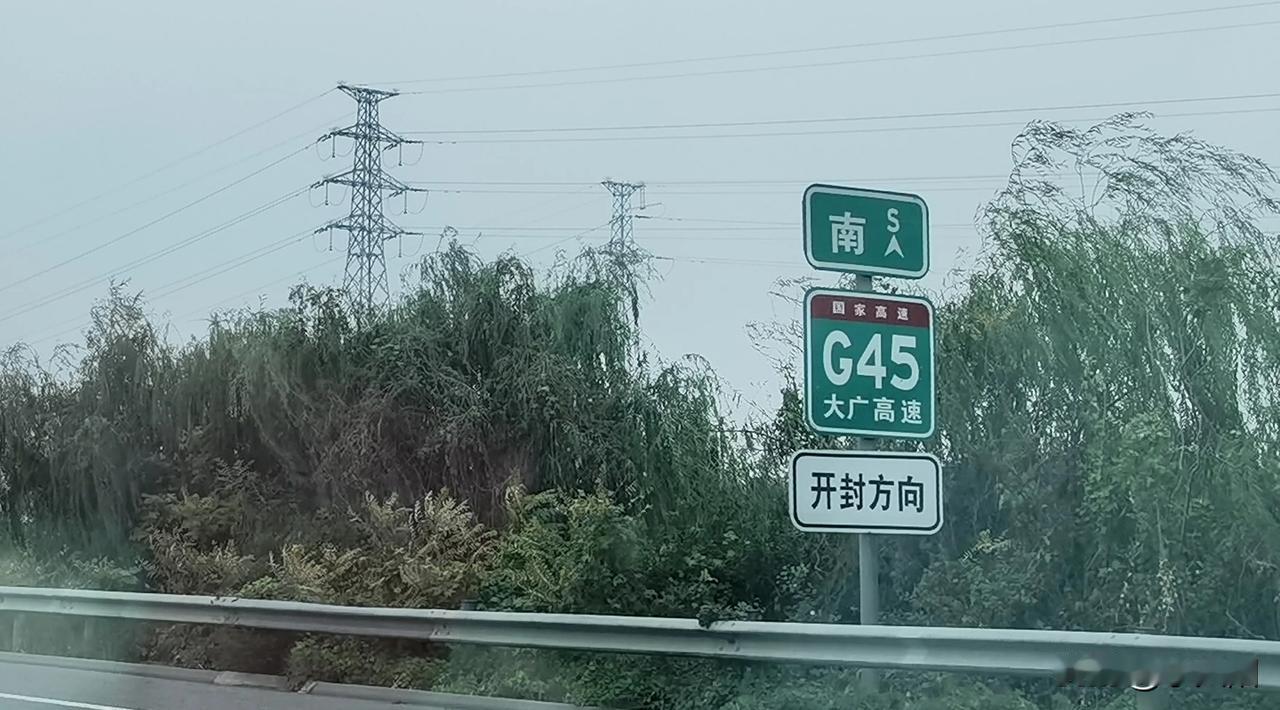 南 S
国家高速
G45
大广高速
开封方向